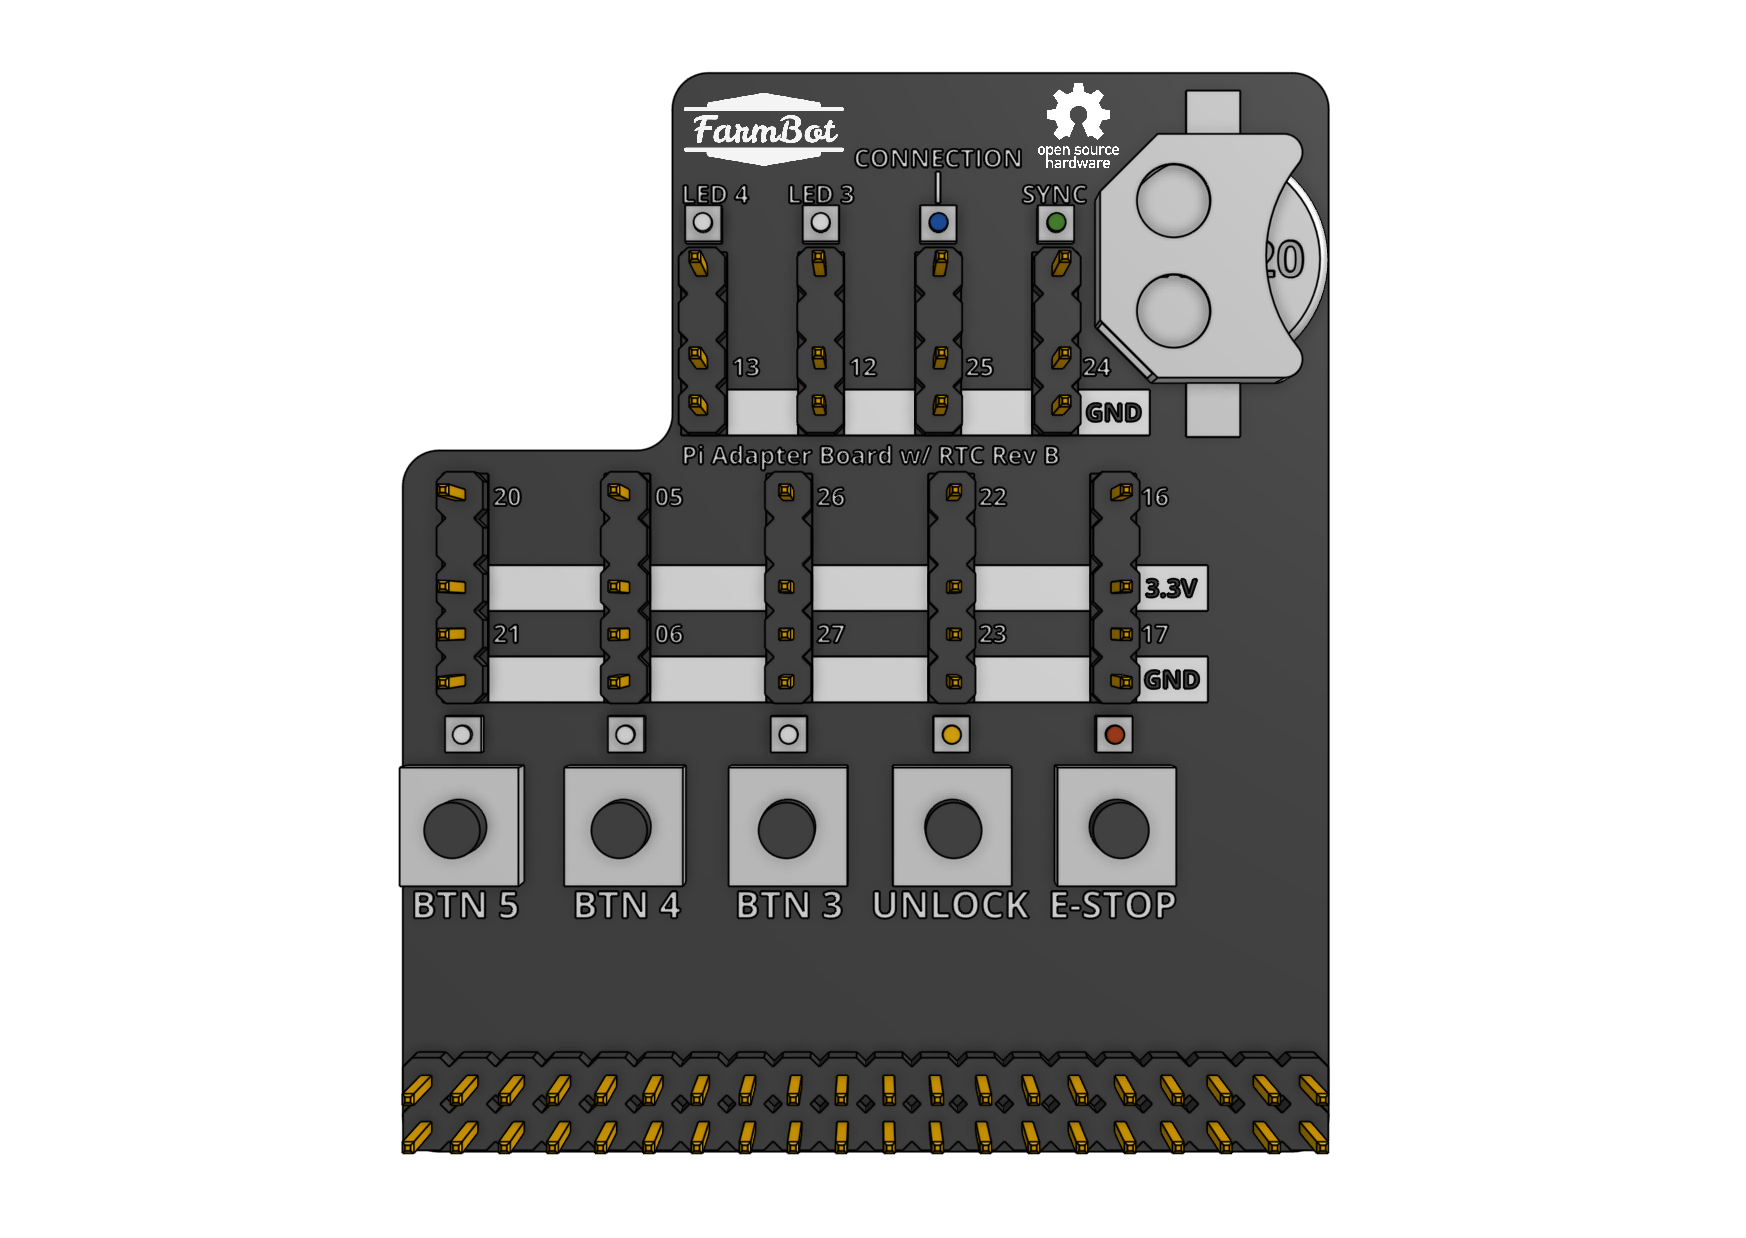 FarmBot
open source
hardware
CONNECTION
LED 4 LED 3 SYNC
20
13 12 25 24
GND
Pi Adapter Board w/ RTC Rev B
20 05 26 22 16
3.3V
21 06 27 23 17
GND
BTN 5 BTN 4 BTN 3 UNLOCK E-STOP